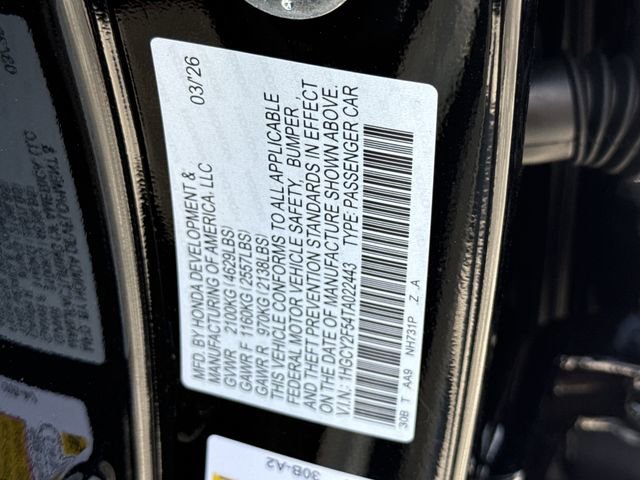 MFD. BY HONDA DEVELOPMENT & 03/26
MANUFACTURING OF AMERICA, LLC
GVWR 2100KG(4629LBS)
GAWR F 1160KG(2557LBS)
GAWR R 970KG(2138LBS)
THIS VEHICLE CONFORMS TO ALL APPLICABLE
FEDERAL MOTOR VEHICLE SAFETY, BUMPER,
AND THEFT PREVENTION STANDARDS IN EFFECT
ON THE DATE OF MANUFACTURE SHOWN ABOVE.
V.I.N: 1HGCY2F54TA022443 TYPE: PASSENGER CAR
30B T AA9 NH731P Z A
30B-A2